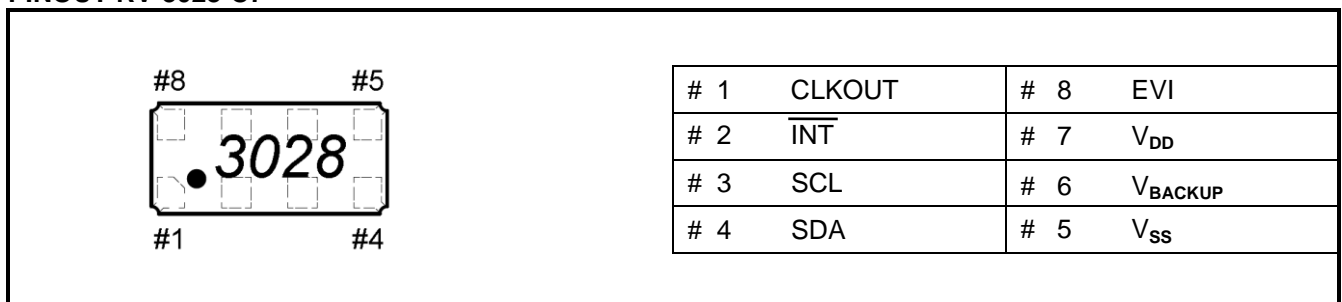 #8 #5
3028
#1 #4
# 1 CLKOUT # 8 EVI
# 2 INT # 7 VDD
# 3 SCL # 6 VBACKUP
# 4 SDA # 5 VSS